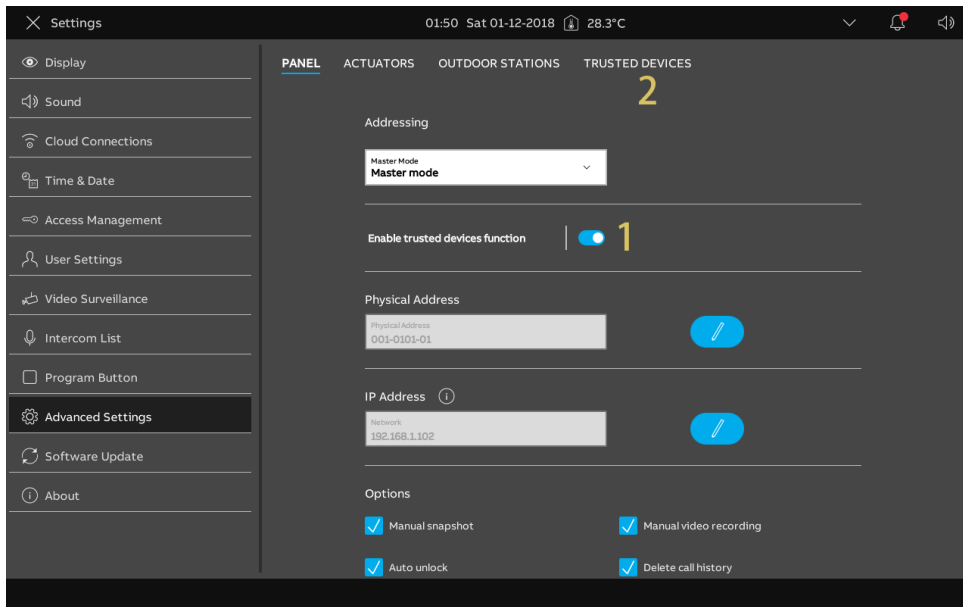 Settings
01:50 Sat 01-12-2018 28.3°C
Display
Sound
Cloud Connections
Time & Date
Access Management
User Settings
Video Surveillance
Intercom List
Program Button
Advanced Settings
Software Update
About
PANEL ACTUATORS OUTDOOR STATIONS TRUSTED DEVICES
2
Addressing
Master Mode
Master mode
Enable trusted devices function 1
Physical Address
Physical Address
001-0101-01
IP Address
Network
192.168.1.102
Options
Manual snapshot Manual video recording
Auto unlock Delete call history